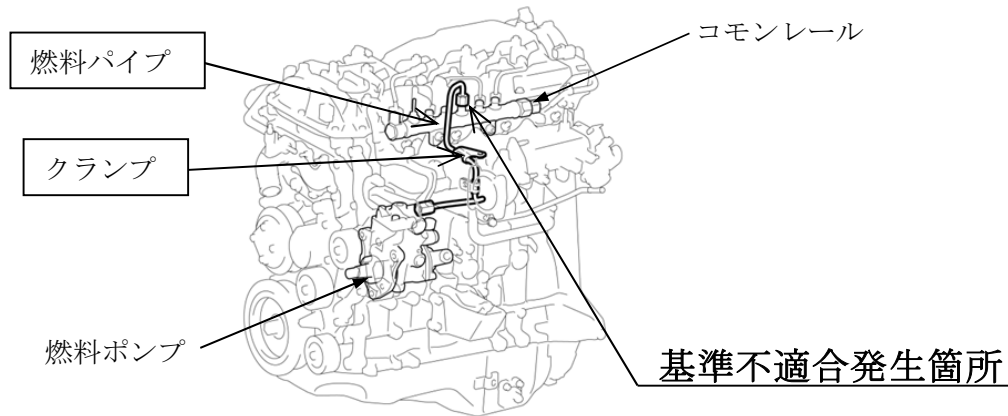 コモンレール
燃料パイプ
クランプ
燃料ポンプ
基準不適合発生箇所